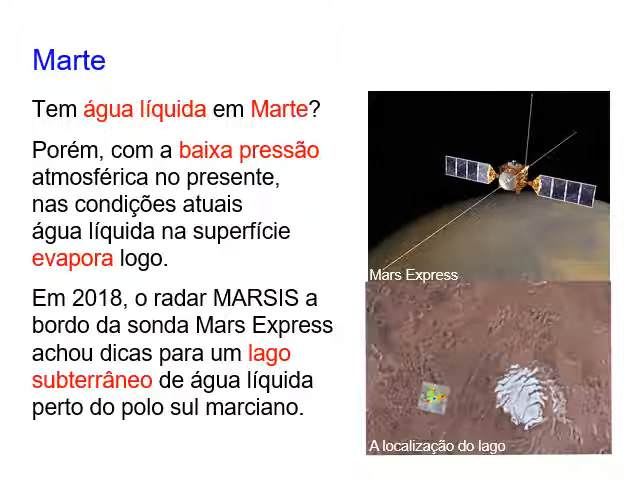 Marte
Tem água líquida em Marte?
Porém, com a baixa pressão
atmosférica no presente,
nas condições atuais
água líquida na superfície
evapora logo.
Em 2018, o radar MARSIS a
bordo da sonda Mars Express
achou dicas para um lago
subterrâneo de água líquida
perto do polo sul marciano.
Mars Express
A localização do lago